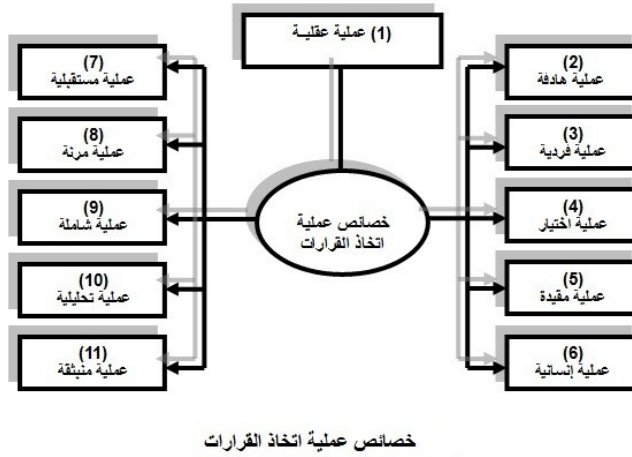 (1) عملية عقليــة
(2)
عملية هادفة
(3)
عملية فردية
(4)
عملية اختيار
(5)
عملية مقيدة
(6)
عملية إنسانية
(7)
عملية مستقبلية
(8)
عملية مرنة
(9)
عملية شاملة
(10)
عملية تحليلية
(11)
عملية منبثقة
خصائص عملية
اتخاذ القرارات
خصائص عملية اتخاذ القرارات